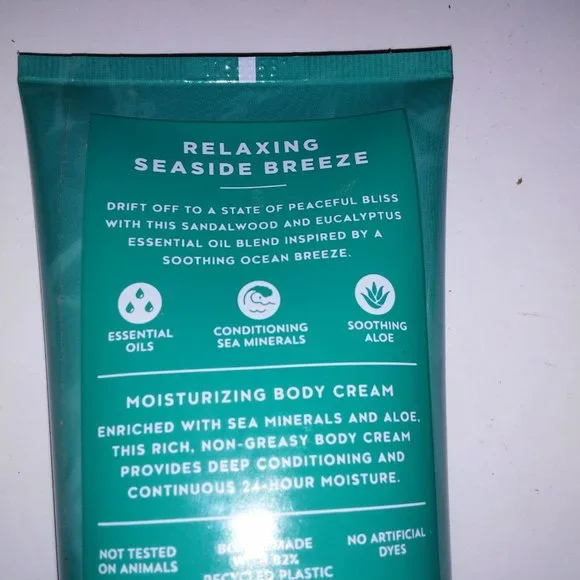 RELAXING
SEASIDE BREEZE
DRIFT OFF TO A STATE OF PEACEFUL BLISS
WITH THIS SANDALWOOD AND EUCALYPTUS
ESSENTIAL OIL BLEND INSPIRED BY A
SOOTHING OCEAN BREEZE.
ESSENTIAL
OILS
CONDITIONING
SEA MINERALS
SOOTHING
ALOE
MOISTURIZING BODY CREAM
ENRICHED WITH SEA MINERALS AND ALOE,
THIS RICH, NON-GREASY BODY CREAM
PROVIDES DEEP CONDITIONING AND
CONTINUOUS 24-HOUR MOISTURE.
NOT TESTED
ON ANIMALS
MADE
WITH 82%
RECYCLED PLASTIC
NO ARTIFICIAL
DYES